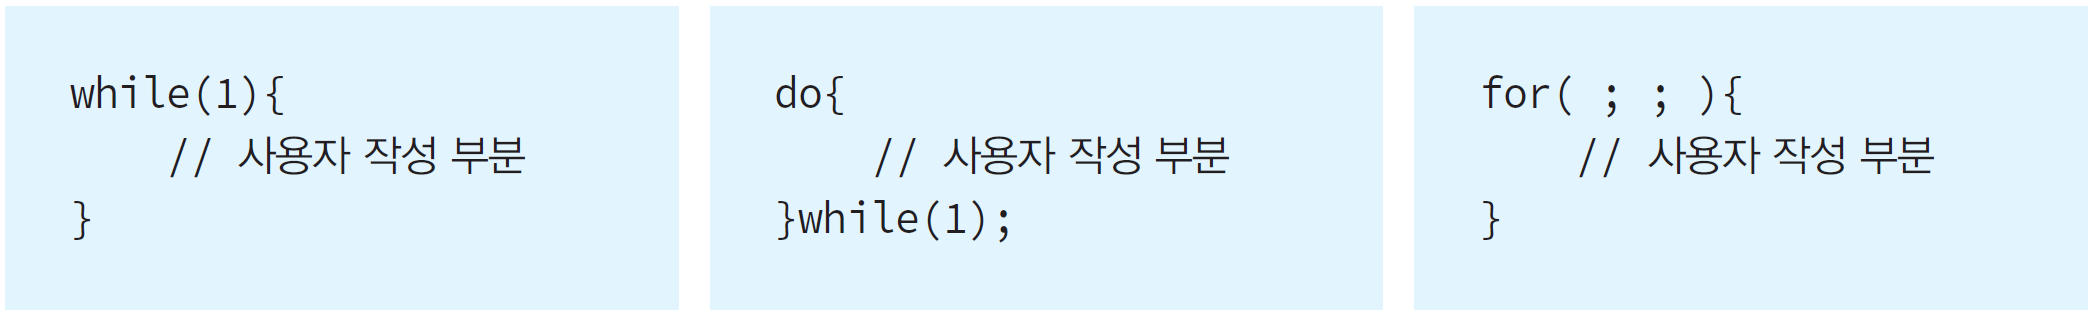 while(1){
    // 사용자 작성 부분
}
do{
    // 사용자 작성 부분
}while(1);
for( ; ; ){
    // 사용자 작성 부분
}